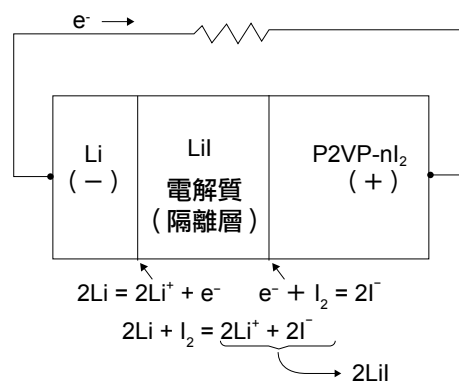 e⁻ →
Li
(－)
LiI
電解質
(隔離層)
P2VP-nI₂
(＋)
2Li = 2Li⁺ + e⁻
e⁻ ＋ I₂ = 2I⁻
2Li + I₂ = 2Li⁺ + 2I⁻
2LiI